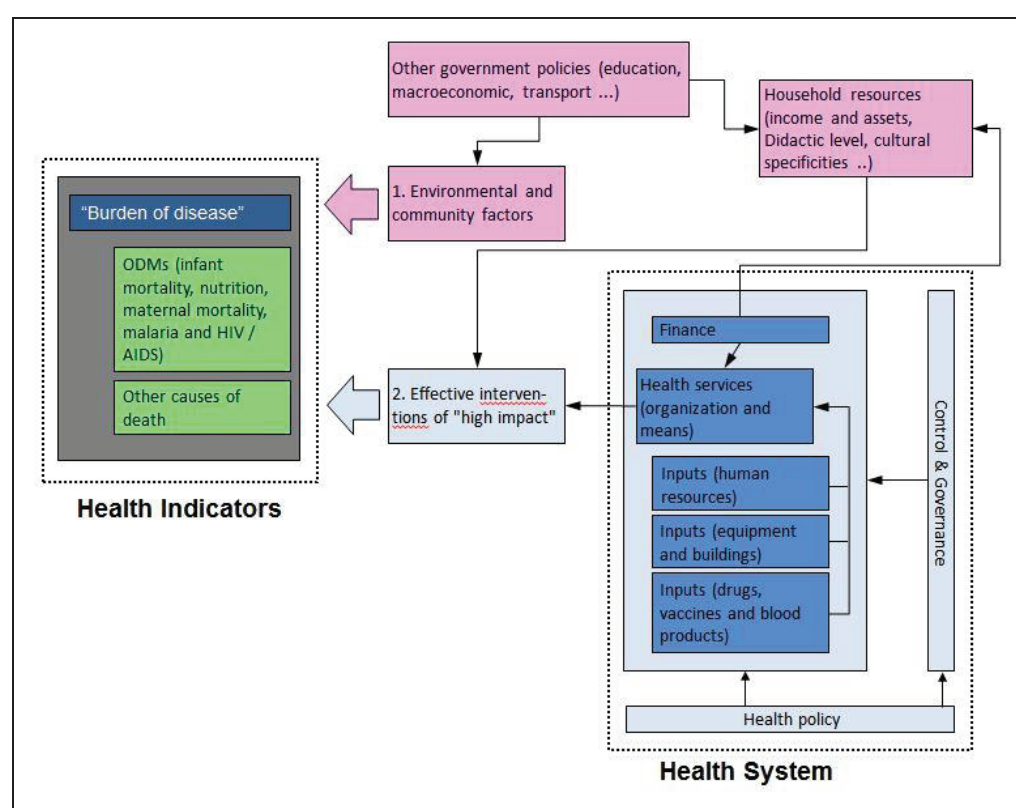 Other government policies (education,
macroeconomic, transport ...)
Household resources
(income and assets,
Didactic level, cultural
specificities ..)
1. Environmental and
community factors
“Burden of disease”
ODMs (infant
mortality, nutrition,
maternal mortality,
malaria and HIV /
AIDS)
Other causes of
death
Health Indicators
2. Effective interven-
tions of "high impact"
Finance
Health services
(organization and
means)
Inputs (human
resources)
Inputs (equipment
and buildings)
Inputs (drugs,
vaccines and blood
products)
Control & Governance
Health policy
Health System